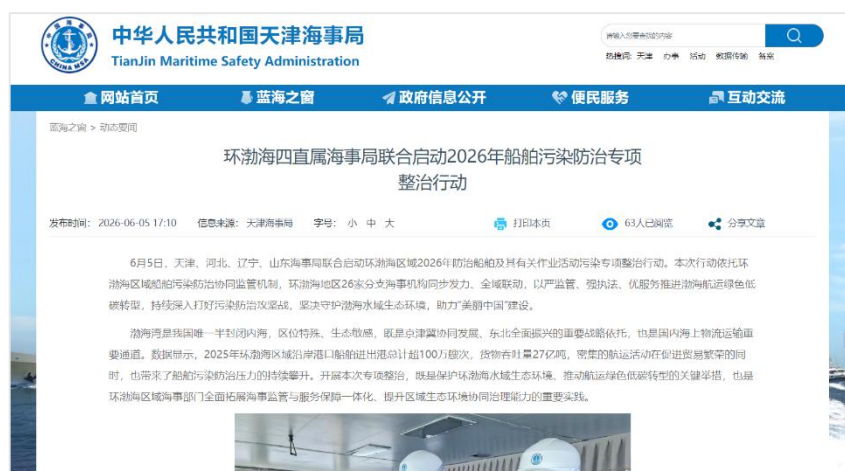 中华人民共和国天津海事局
TianJin Maritime Safety Administration
CHINA MSA
请输入您要查找的内容
热搜词: 天津 办事 活动 数据传输 备案
网站首页 蓝海之窗 政府信息公开 便民服务 互动交流
蓝海之窗 > 动态要闻
环渤海四直属海事局联合启动2026年船舶污染防治专项
整治行动
发布时间: 2026-06-05 17:10 信息来源: 天津海事局 字号: 小 中 大 打印本页 63人已阅览 分享文章
6月5日，天津、河北、辽宁、山东海事局联合启动环渤海区域2026年防治船舶及其有关作业活动污染专项整治行动。本次行动依托环
渤海区域船舶污染防治协同监管机制，环渤海地区26家分支海事机构同步发力、全域联动，以严监管、强执法、优服务推进渤海航运绿色低
碳转型，持续深入打好污染防治攻坚战，坚决守护渤海水域生态环境，助力“美丽中国”建设。
渤海湾是我国唯一半封闭内海，区位特殊、生态敏感，既是京津冀协同发展、东北全面振兴的重要战略依托，也是国内海上物流运输重
要通道。数据显示，2025年环渤海区域沿岸港口船舶进出港总计超100万艘次，货物吞吐量27亿吨，密集的航运活动在促进贸易繁荣的同
时，也带来了船舶污染防治压力的持续攀升。开展本次专项整治，既是保护环渤海水域生态环境、推动航运绿色低碳转型的关键举措，也是
环渤海区域海事部门全面拓展海事监管与服务保障一体化、提升区域生态环境协同治理能力的重要实践。